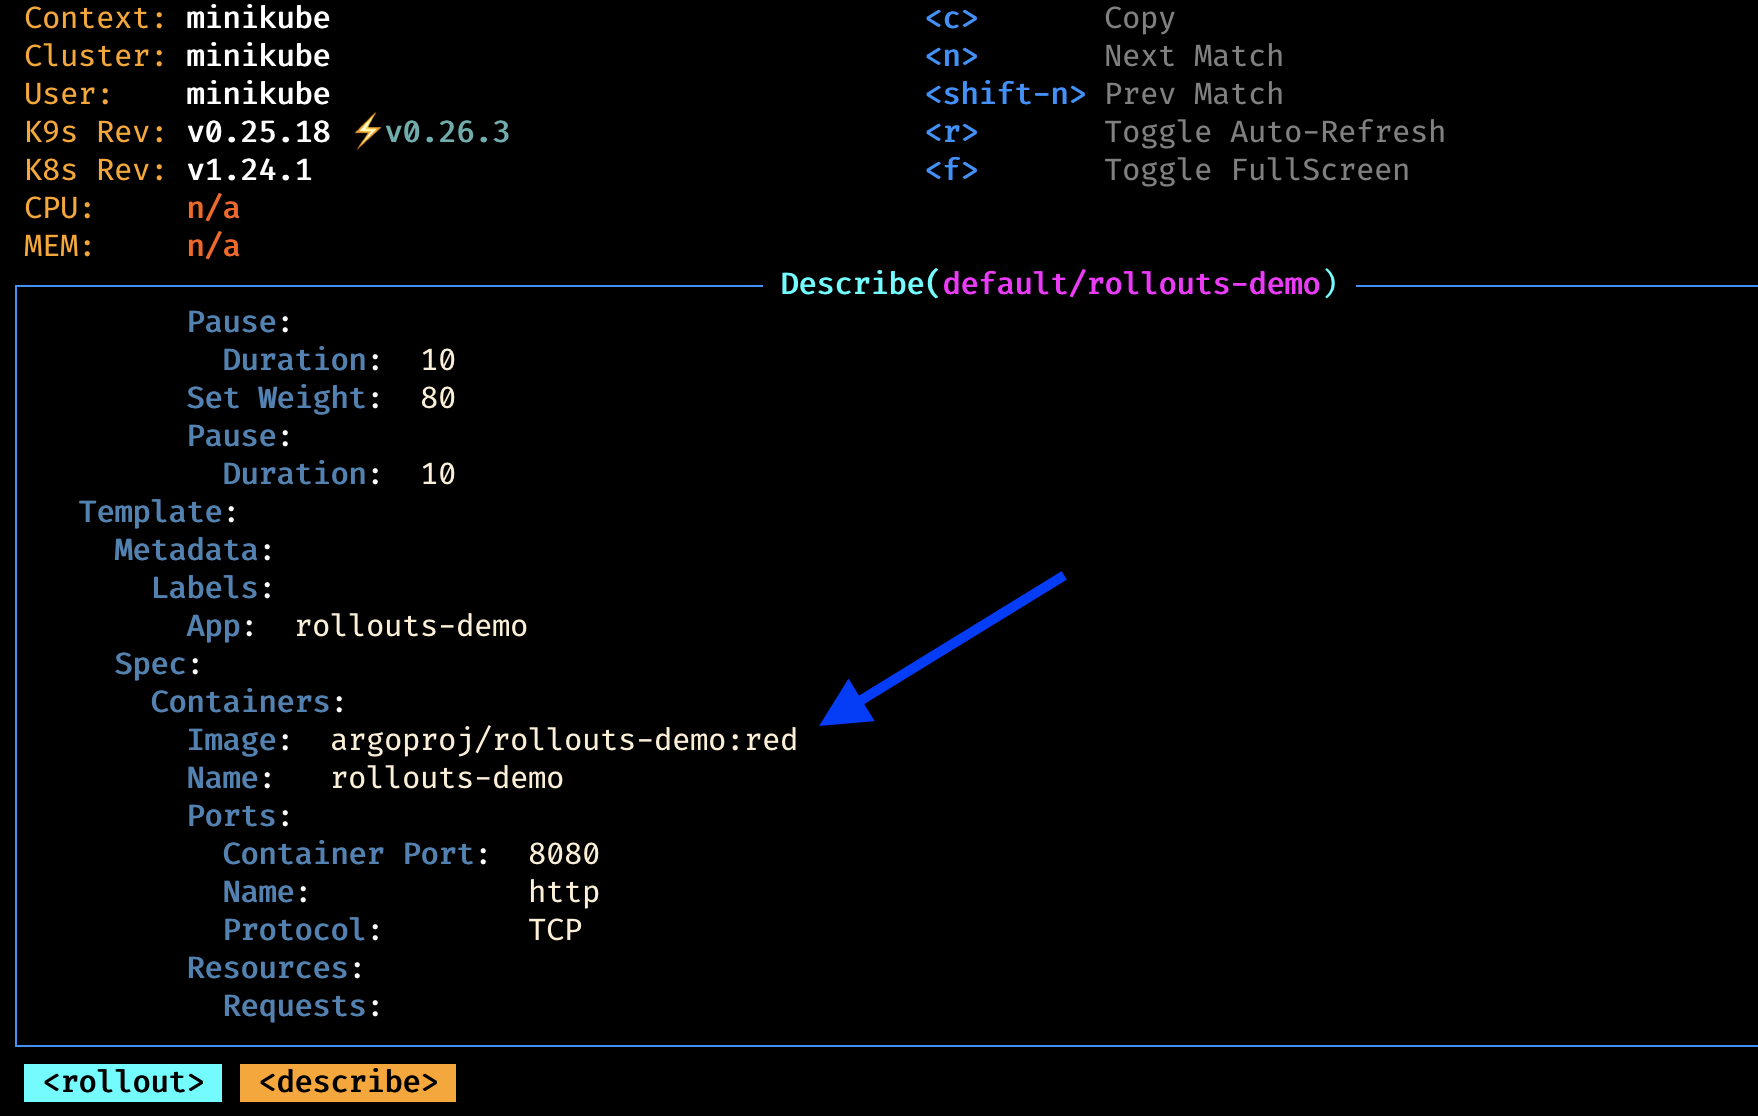 Context: minikube
Cluster: minikube
User: minikube
K9s Rev: v0.25.18 ⚡v0.26.3
K8s Rev: v1.24.1
CPU: n/a
MEM: n/a
<c> Copy
<n> Next Match
<shift-n> Prev Match
<r> Toggle Auto-Refresh
<f> Toggle FullScreen
Describe(default/rollouts-demo)
Pause:
Duration: 10
Set Weight: 80
Pause:
Duration: 10
Template:
Metadata:
Labels:
App: rollouts-demo
Spec:
Containers:
Image: argoproj/rollouts-demo:red
Name: rollouts-demo
Ports:
Container Port: 8080
Name: http
Protocol: TCP
Resources:
Requests:
<rollout> <describe>